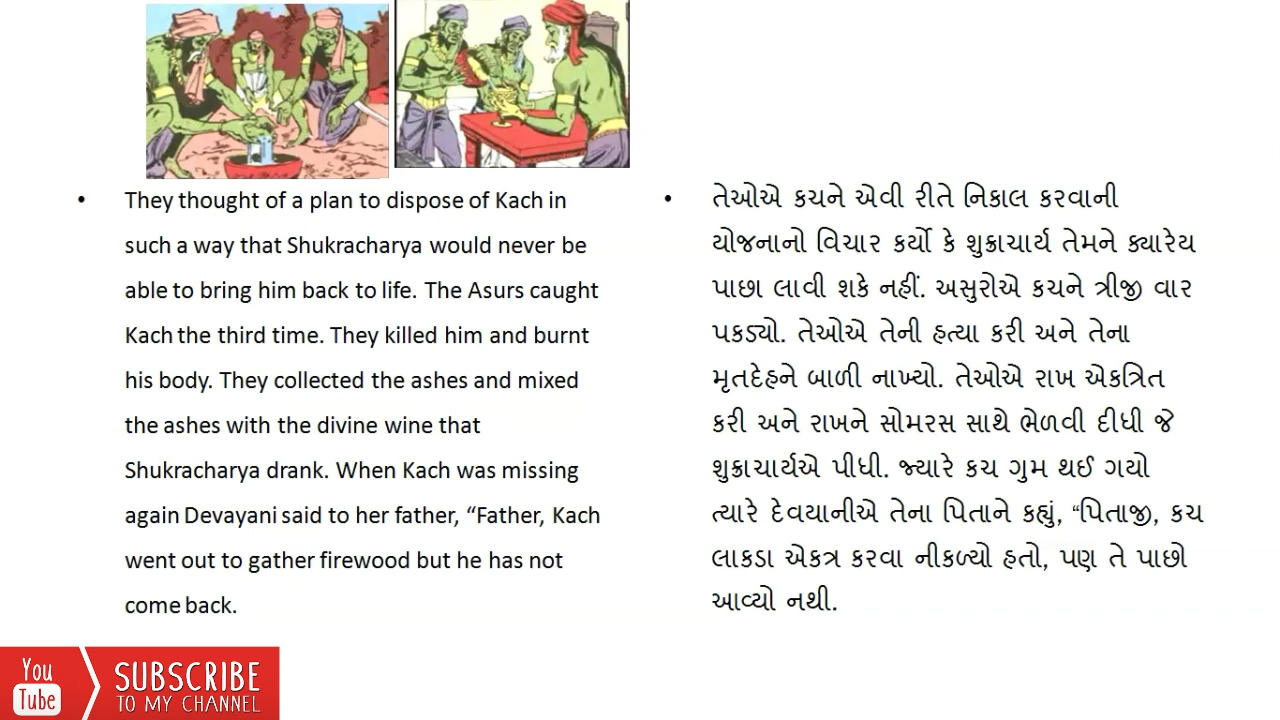 • They thought of a plan to dispose of Kach in
such a way that Shukracharya would never be
able to bring him back to life. The Asurs caught
Kach the third time. They killed him and burnt
his body. They collected the ashes and mixed
the ashes with the divine wine that
Shukracharya drank. When Kach was missing
again Devayani said to her father, “Father, Kach
went out to gather firewood but he has not
come back.
• તેઓએ કચને એવી રીતે નિકાલ કરવાની
યોજનાનો વિચાર કર્યો કે શુક્રાચાર્ય તેમને ક્યારેય
પાછા લાવી શકે નહીં. અસુરોએ કચને ત્રીજી વાર
પકડ્યો. તેઓએ તેની હત્યા કરી અને તેના
મૃતદેહને બાળી નાખ્યો. તેઓએ રાખ એકત્રિત
કરી અને રાખને સોમરસ સાથે ભેળવી દીધી જે
શુક્રાચાર્યએ પીધી. જ્યારે કચ ગુમ થઈ ગયો
ત્યારે દેવયાનીએ તેના પિતાને કહ્યું, “પિતાજી, કચ
લાકડા એકત્ર કરવા નીકળ્યો હતો, પણ તે પાછો
આવ્યો નથી.
You
Tube
SUBSCRIBE
TO MY CHANNEL